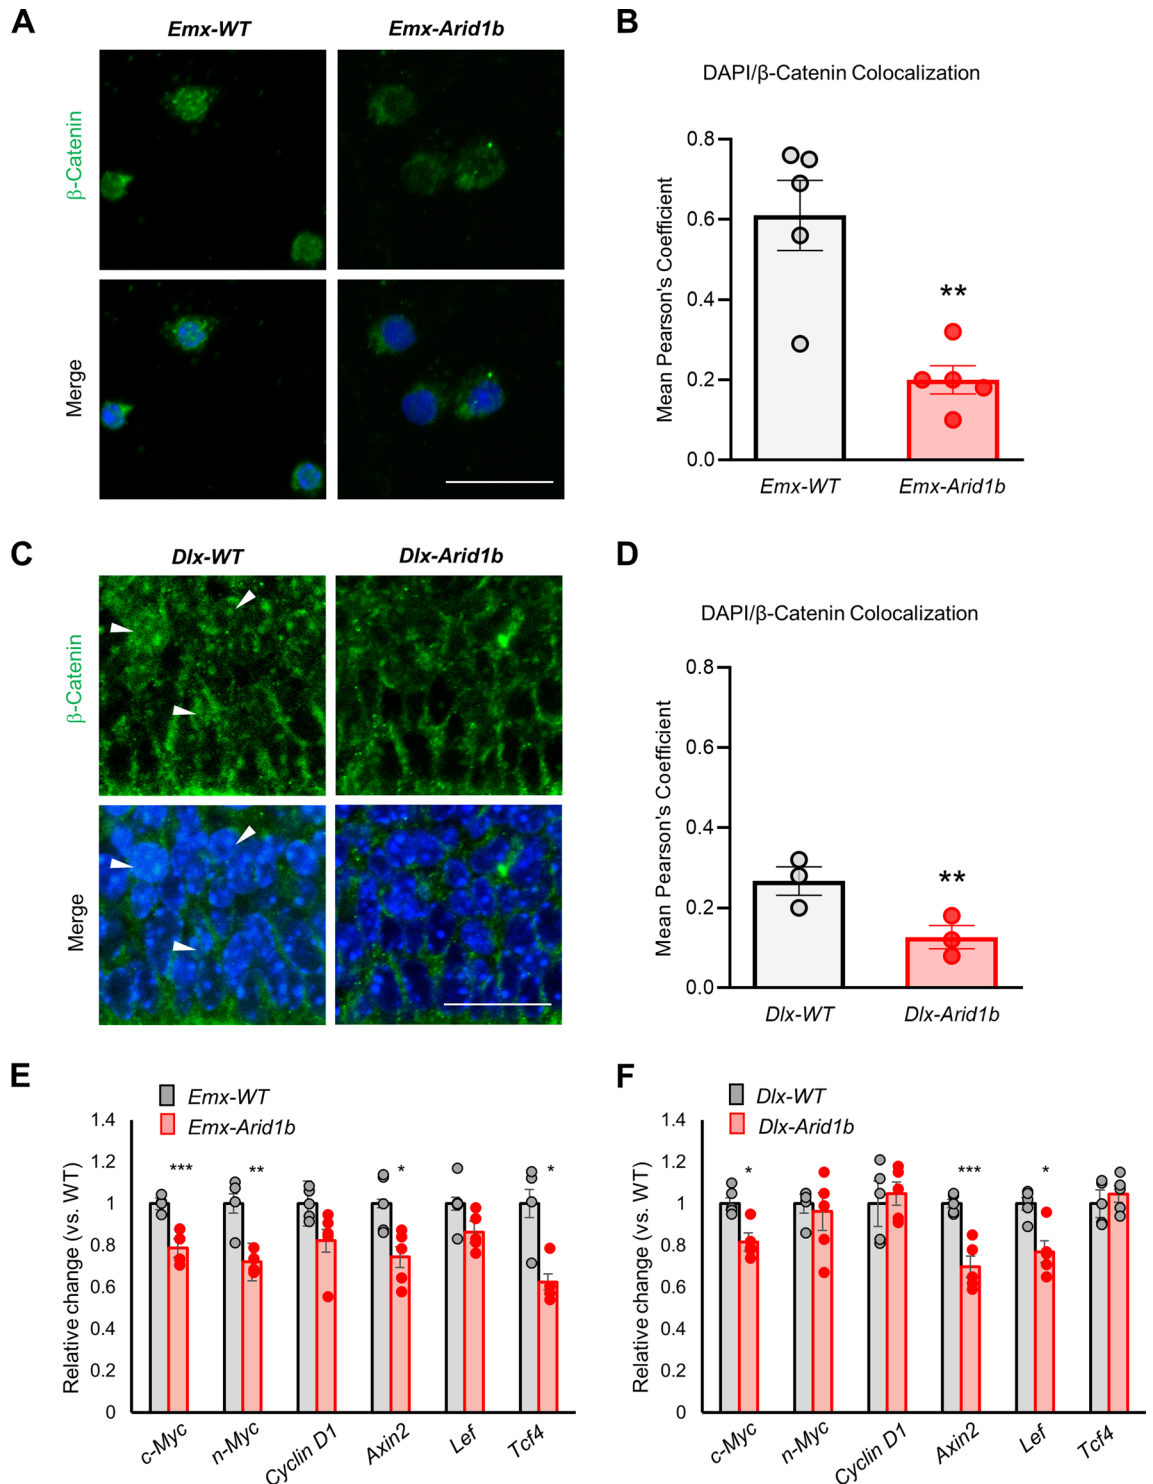 A
Emx-WT
Emx-Arid1b
β-Catenin
Merge
B
DAPI/β-Catenin Colocalization
Mean Pearson's Coefficient
0.8
0.6
0.4
0.2
0.0
**
Emx-WT
Emx-Arid1b
C
Dlx-WT
Dlx-Arid1b
β-Catenin
Merge
D
DAPI/β-Catenin Colocalization
Mean Pearson's Coefficient
0.8
0.6
0.4
0.2
0.0
**
Dlx-WT
Dlx-Arid1b
E
Emx-WT
Emx-Arid1b
Relative change (vs. WT)
1.4
1.2
1
0.8
0.6
0.4
0.2
0
***
**
*
*
c-Myc
n-Myc
Cyclin D1
Axin2
Lef
Tcf4
F
Dlx-WT
Dlx-Arid1b
Relative change (vs. WT)
1.4
1.2
1
0.8
0.6
0.4
0.2
0
*
***
*
c-Myc
n-Myc
Cyclin D1
Axin2
Lef
Tcf4